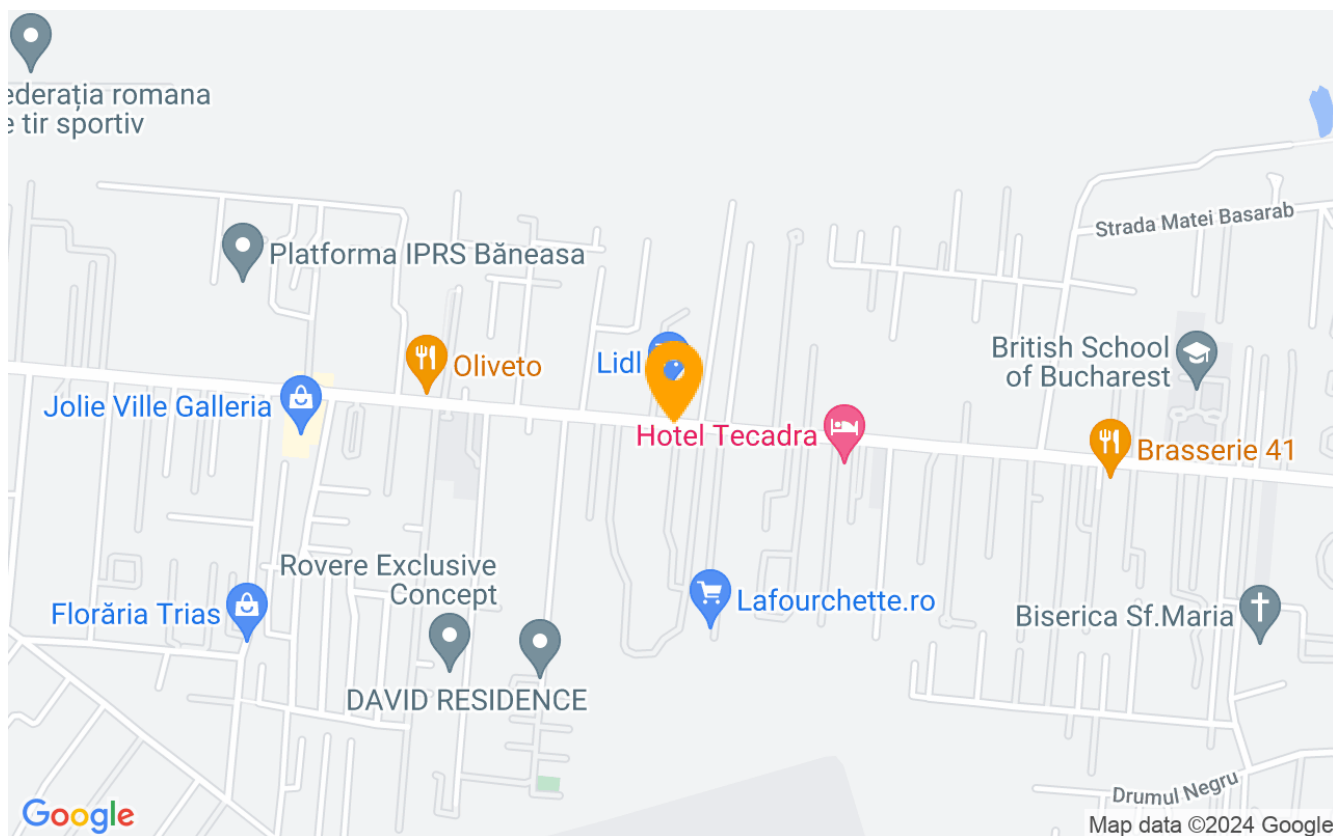 ederația romana
e tir sportiv
Strada Matei Basarab
Platforma IPRS Băneasa
British School
of Bucharest
Lidl
Oliveto
Jolie Ville Galleria
Hotel Tecadra
Brasserie 41
Rovere Exclusive
Concept
Lafourchette.ro
Florăria Trias
Biserica Sf.Maria
DAVID RESIDENCE
Drumul Negru
Google
Map data ©2024 Google